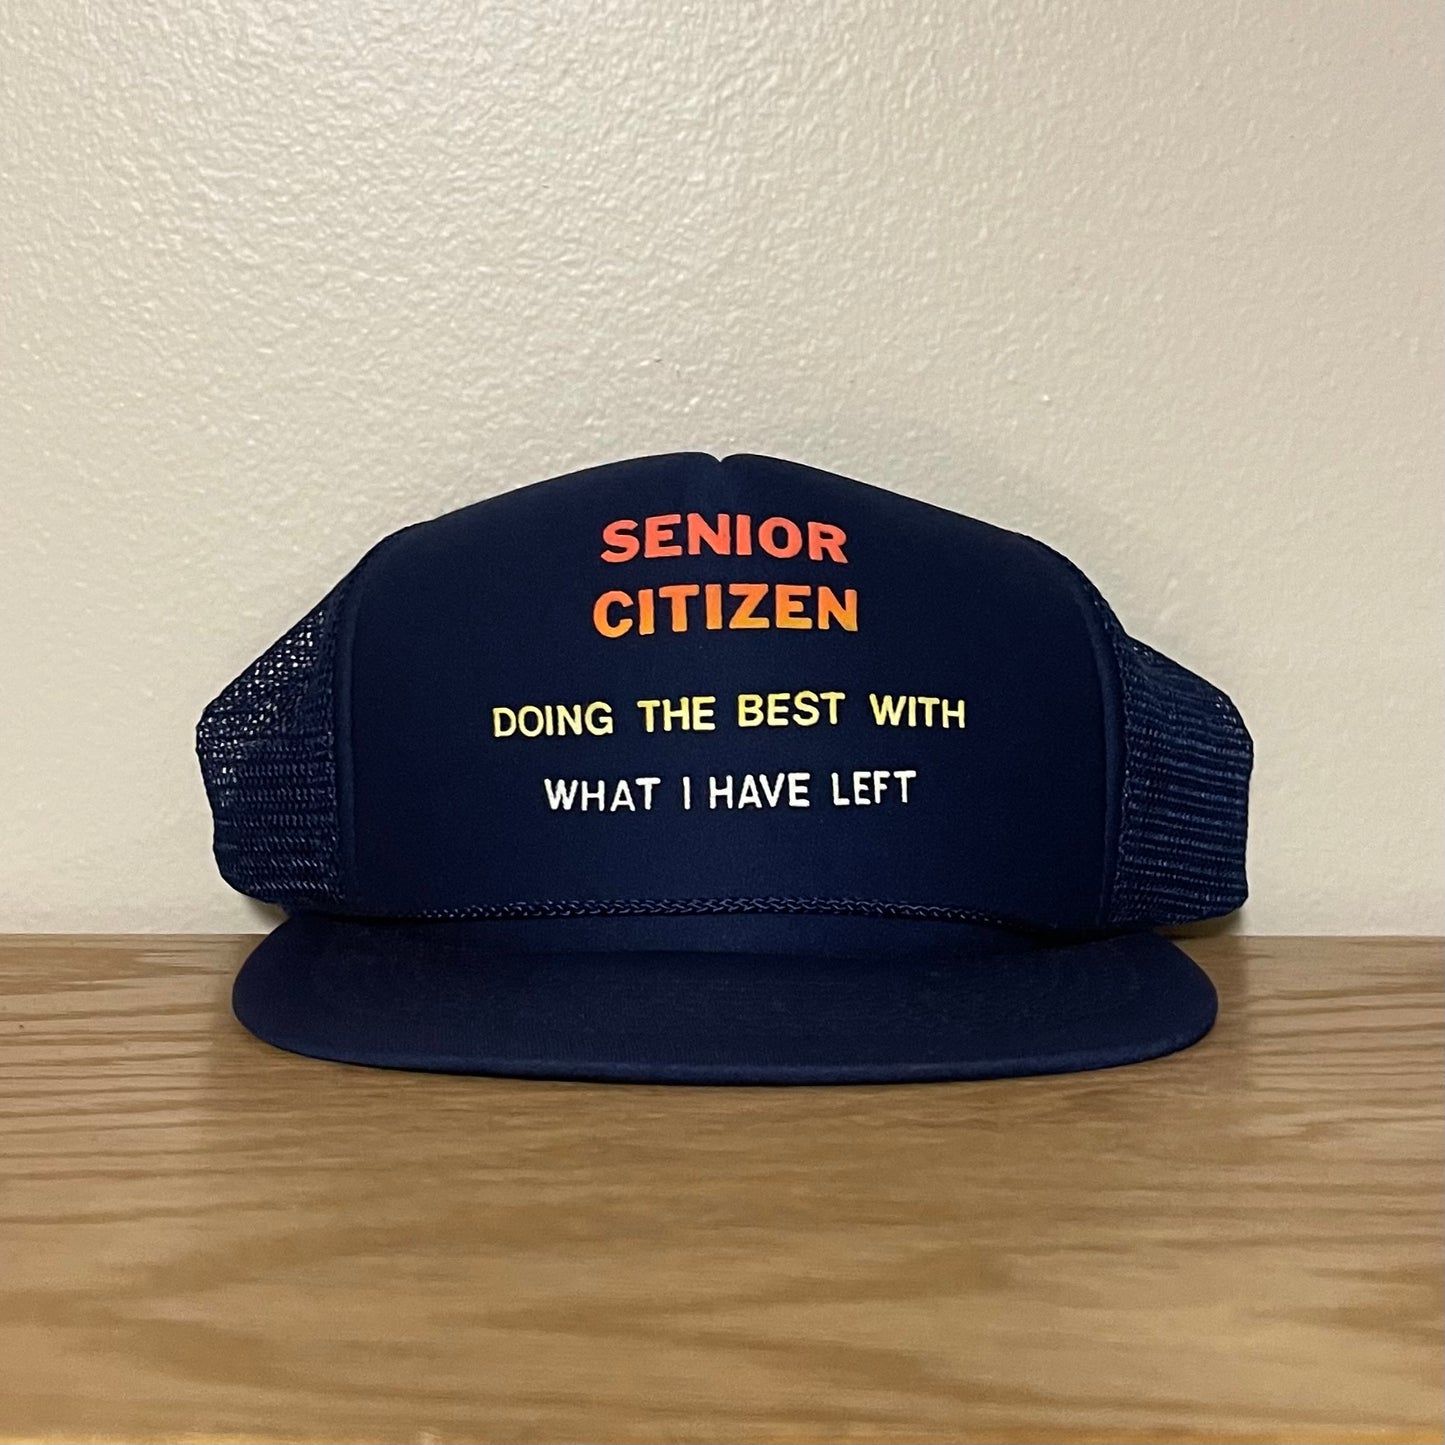 SENIOR
CITIZEN
DOING THE BEST WITH
WHAT I HAVE LEFT